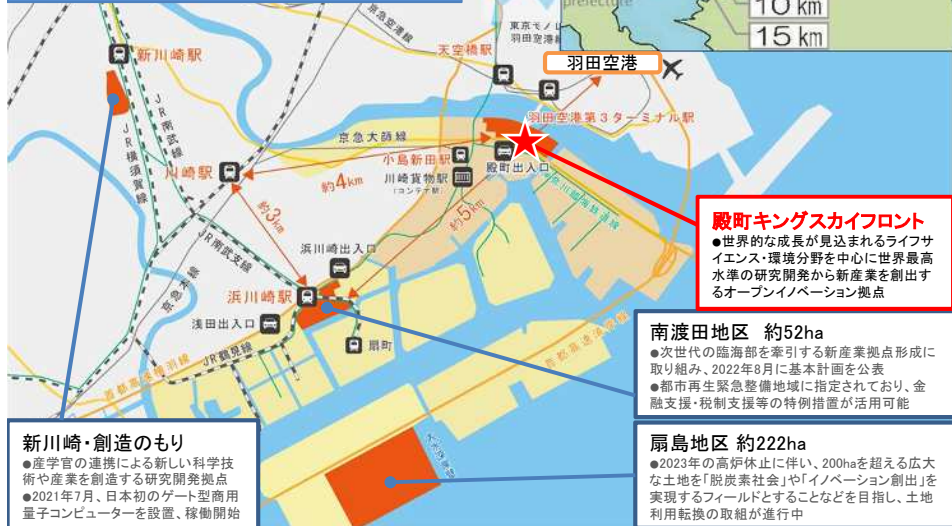 prefecture
10 km
15 km
東京モノ
羽田空港
京急空港線
天空橋駅
羽田空港
新川崎駅
羽田空港第3ターミナル駅
JR南武線
JR横須賀線
京急大師線
小島新田駅
殿町出入口
川崎駅
約4km
川崎貨物駅
(コンテナ駅)
約3km
約5km
JR南武支線
浜川崎出入口
京急本線
浜川崎駅
浅田出入口
扇町
JR鶴見線
首都高速横羽線
首都高速湾岸線
殿町キングスカイフロント
●世界的な成長が見込まれるライフサ
イエンス・環境分野を中心に世界最高
水準の研究開発から新産業を創出す
るオープンイノベーション拠点
南渡田地区 約52ha
●次世代の臨海部を牽引する新産業拠点形成に
取り組み、2022年8月に基本計画を公表
●都市再生緊急整備地域に指定されており、金
融支援・税制支援等の特例措置が活用可能
新川崎・創造のもり
●産学官の連携による新しい科学技
術や産業を創造する研究開発拠点
●2021年7月、日本初のゲート型商用
量子コンピューターを設置、稼働開始
扇島地区 約222ha
●2023年の高炉休止に伴い、200haを超える広大
な土地を「脱炭素社会」や「イノベーション創出」を
実現するフィールドとすることなどを目指し、土地
利用転換の取組が進行中